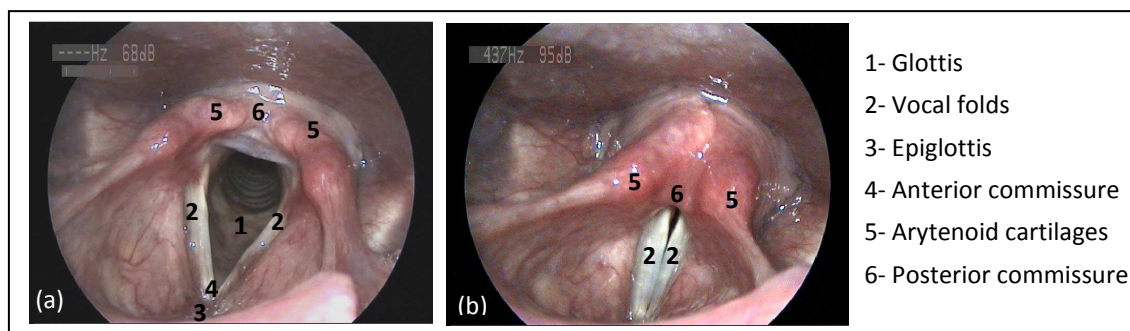 ----Hz 68dB
5 6 5
2 1 2
4
3
(a)
437Hz 95dB
5 6 5
2 2
(b)
1- Glottis
2- Vocal folds
3- Epiglottis
4- Anterior commissure
5- Arytenoid cartilages
6- Posterior commissure